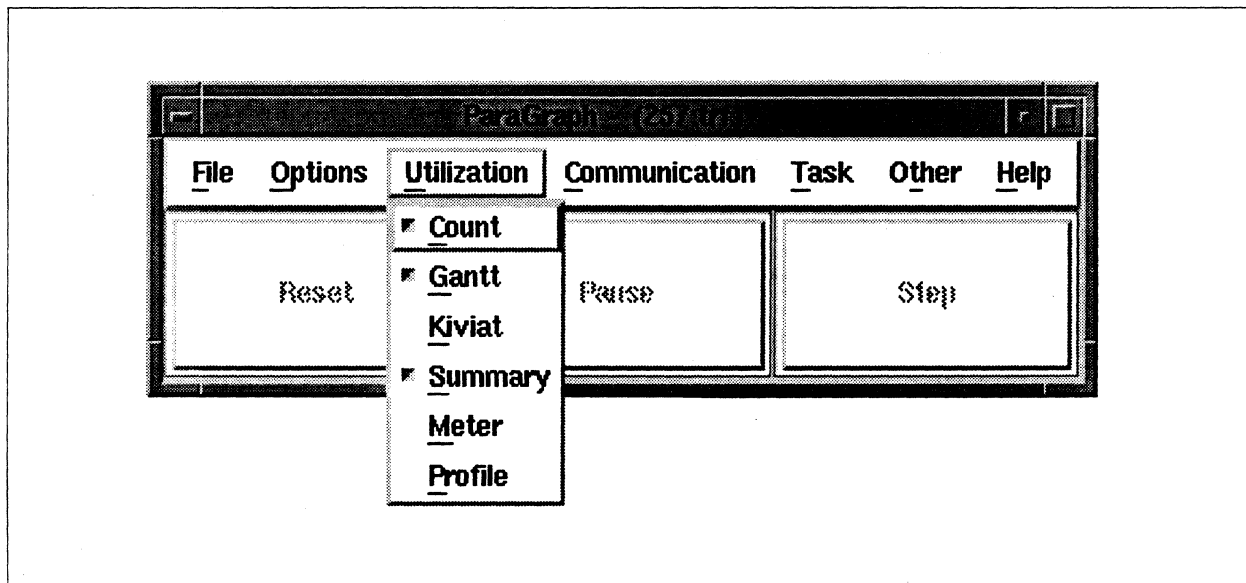 ParaGraph
File Options Utilization Communication Task Other Help
Count
Gantt
Kiviat
Summary
Meter
Profile
Reset
Pause
Step